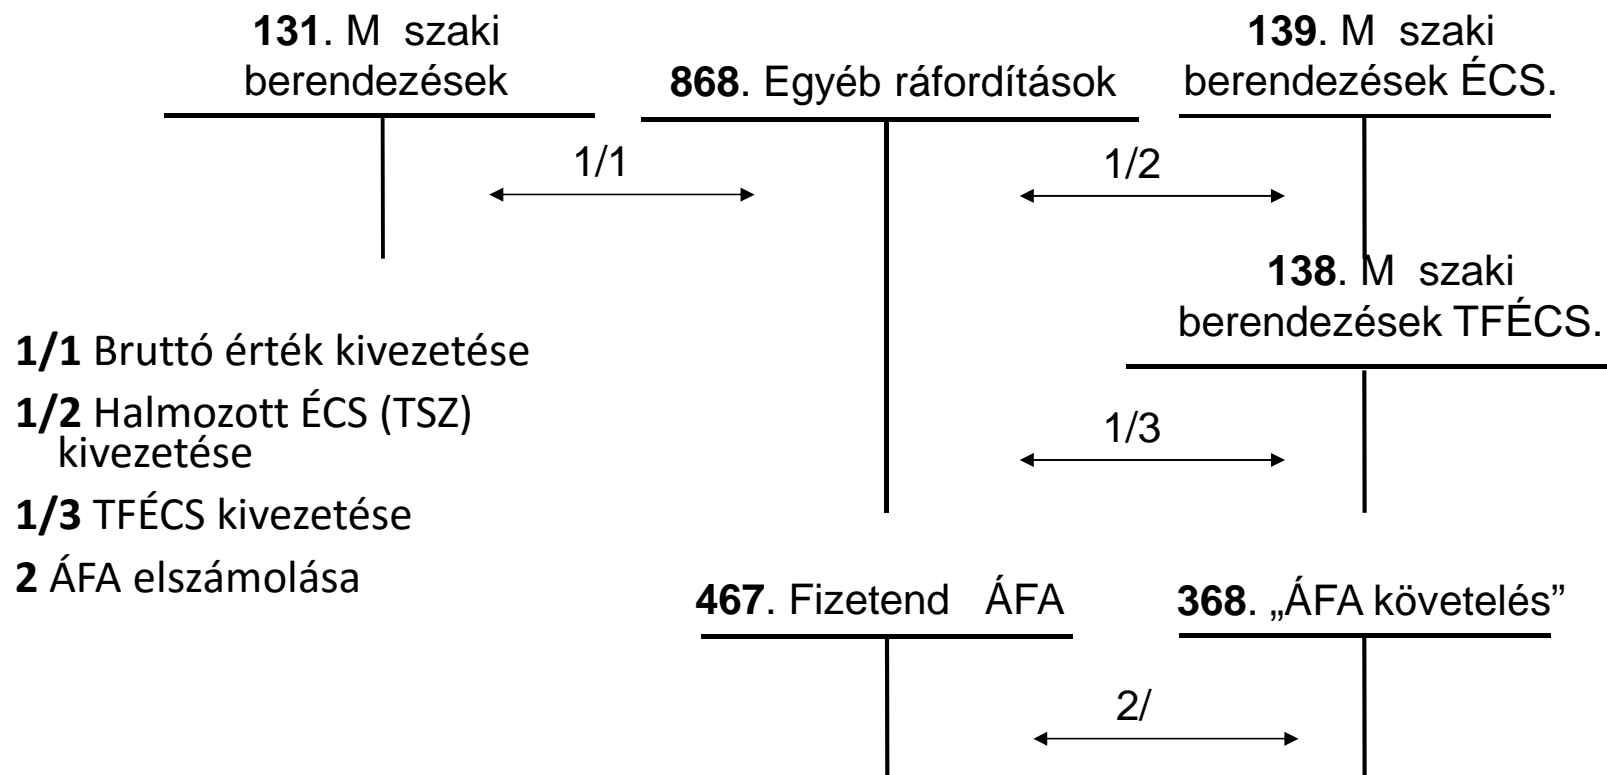 131. M szaki
berendezések
868. Egyéb ráfordítások
139. M szaki
berendezések ÉCS.
1/1
1/2
138. M szaki
berendezések TFÉCS.
1/1 Bruttó érték kivezetése
1/2 Halmozott ÉCS (TSZ)
kivezetése
1/3 TFÉCS kivezetése
2 ÁFA elszámolása
1/3
467. Fizetend ÁFA
368. „ÁFA követelés”
2/